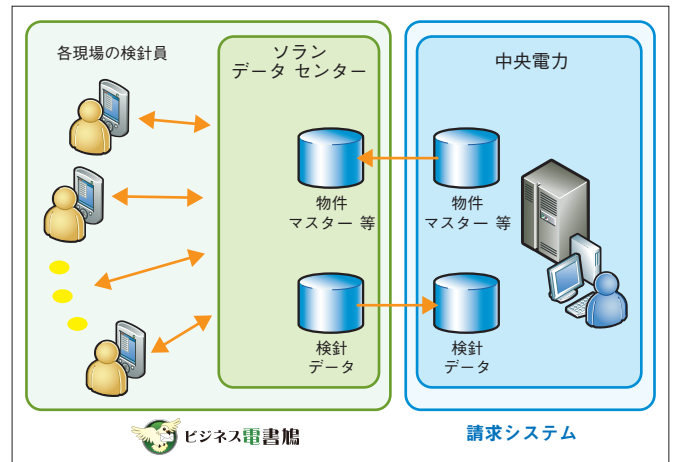 各現場の検針員
ソラン
データ センター
中央電力
物件
マスター 等
物件
マスター 等
検針
データ
検針
データ
ビジネス電書鳩
請求システム